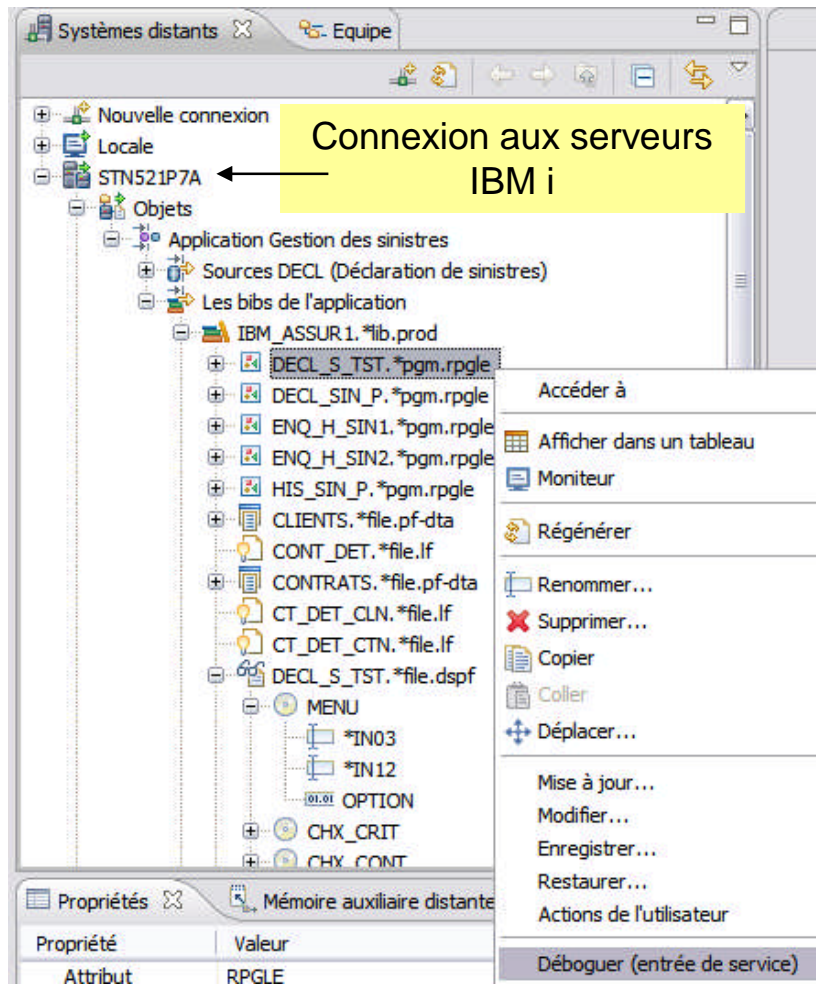 Systèmes distants
Equipe
Nouvelle connexion
Locale
STN521P7A
Connexion aux serveurs
IBM i
Objets
Application Gestion des sinistres
Sources DECL (Déclaration de sinistres)
Les bibs de l'application
IBM_ASSUR1.*lib.prod
DECL_S_TST.*pgm.rpgle
DECL_SIN_P.*pgm.rpgle
ENQ_H_SIN1.*pgm.rpgle
ENQ_H_SIN2.*pgm.rpgle
HIS_SIN_P.*pgm.rpgle
CLIENTS.*file.pf-dta
CONT_DET.*file.lf
CONTRATS.*file.pf-dta
CT_DET_CLN.*file.lf
CT_DET_CTN.*file.lf
DECL_S_TST.*file.dspf
MENU
*IN03
*IN12
01.01 OPTION
CHX_CRIT
CHX_CONT
Accéder à
Afficher dans un tableau
Moniteur
Régénérer
Renommer...
Supprimer...
Copier
Coller
Déplacer...
Mise à jour...
Modifier...
Enregistrer...
Restaurer...
Actions de l'utilisateur
Déboguer (entrée de service)
Propriétés
Mémoire auxiliaire distante
Propriété Valeur
Attribut RPGLE